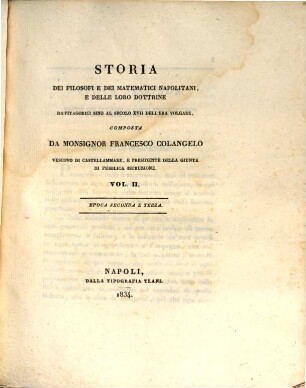 STORIA
DEI FILOSOFI E DEI MATEMATICI NAPOLITANI,
E DELLE LORO DOTTRINE
DA' PITAGORICI SINO AL SECOLO XVII DELL'ERA VOLGARE,
COMPOSTA
DA MONSIGNOR FRANCESCO COLANGELO
VESCOVO DI CASTELLAMMARE, E PRESIDENTE DELLA GIUNTA
DI PUBBLICA ISTRUZIONE.
VOL. II.
EPOCA SECONDA E TERZA.
NAPOLI,
DALLA TIPOGRAFIA TRANI.
1834.